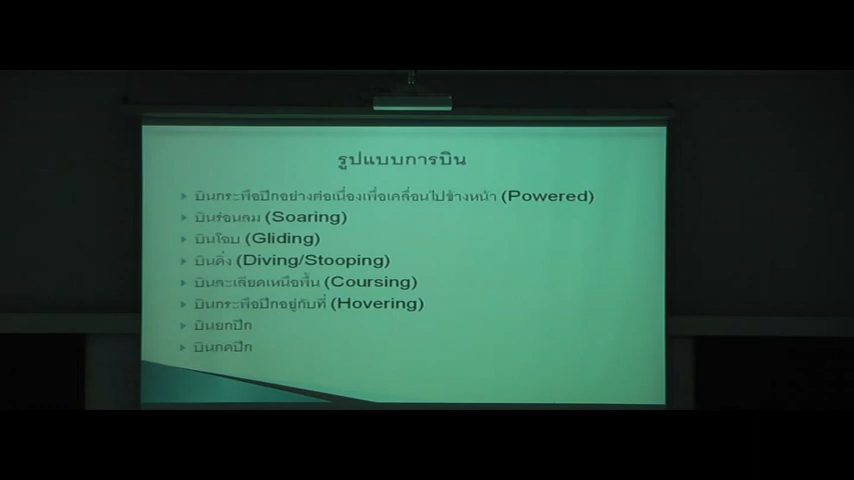 รูปแบบการบิน
บินกระพือปีกอย่างต่อเนื่องเพื่อเคลื่อนไปข้างหน้า (Powered)
บินร่อนลม (Soaring)
บินโฉบ (Gliding)
บินดิ่ง (Diving/Stooping)
บินละเลียดเหนือพื้น (Coursing)
บินกระพือปีกอยู่กับที่ (Hovering)
บินยกปีก
บินกดปีก